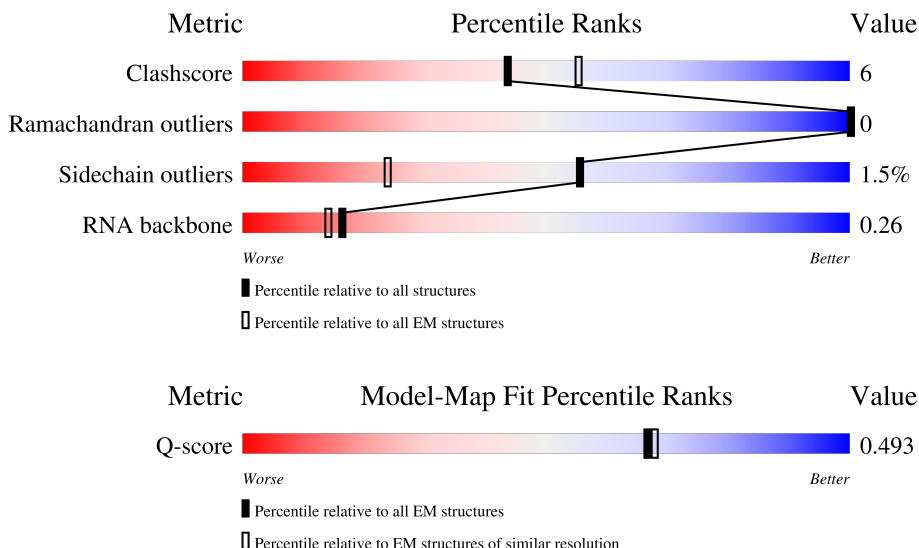 Metric Percentile Ranks Value
Clashscore 6
Ramachandran outliers 0
Sidechain outliers 1.5%
RNA backbone 0.26
Worse Better
Percentile relative to all structures
Percentile relative to all EM structures
Metric Model-Map Fit Percentile Ranks Value
Q-score 0.493
Worse Better
Percentile relative to all EM structures
Percentile relative to EM structures of similar resolution